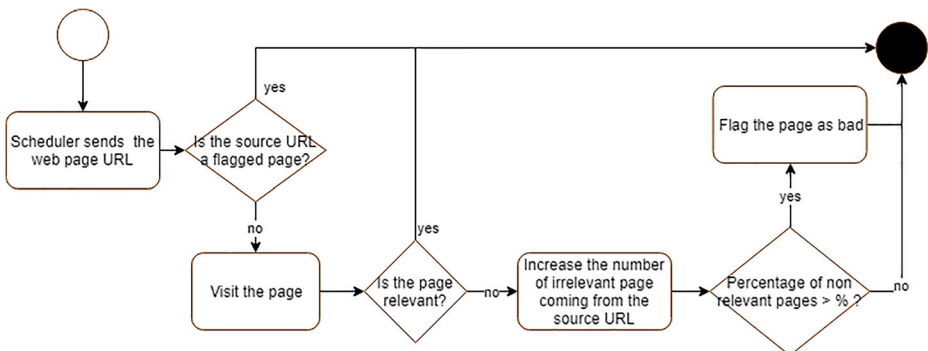 Scheduler sends the
web page URL
Is the source URL
a flagged page?
yes
no
Visit the page
Is the page
relevant?
yes
no
Increase the number
of irrelevant page
coming from the
source URL
Percentage of non
relevant pages > % ?
yes
no
Flag the page as bad